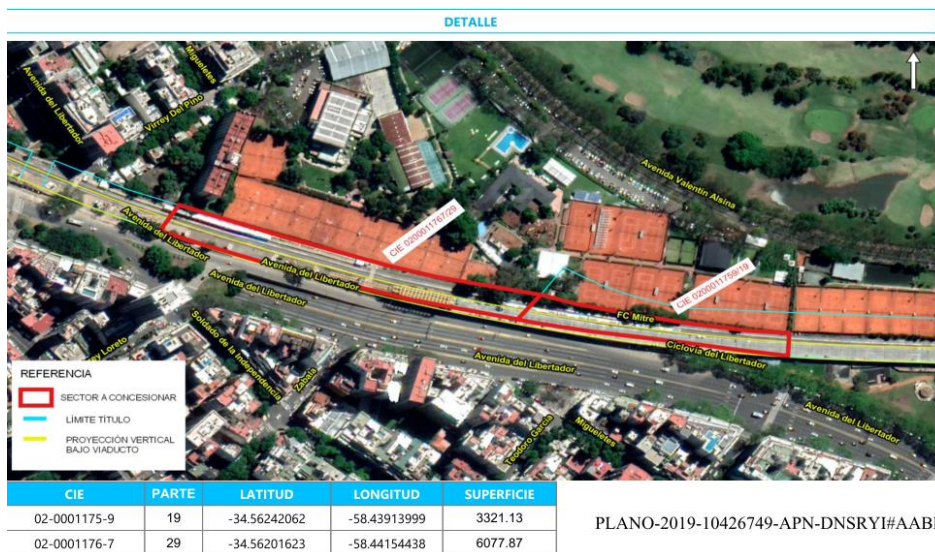 DETALLE
Avenida del Libertador
Migueletes
Virrey Del Pino
Avenida Valentín Alsina
CIE 0200011767/29
CIE 0200011759/19
Avenida del Libertador
Avenida del Libertador
Avenida del Libertador
FC Mitre
Ciclovía del Libertador
Avenida del Libertador
Avenida del Libertador
Soldado de la Independencia
Zabala
Loreto
Teodoro García
Migueletes
REFERENCIA
SECTOR A CONCESIONAR
LÍMITE TÍTULO
PROYECCIÓN VERTICAL
BAJO VIADUCTO
CIE PARTE LATITUD LONGITUD SUPERFICIE
02-0001175-9 19 -34.56242062 -58.43913999 3321.13
02-0001176-7 29 -34.56201623 -58.44154438 6077.87
PLANO-2019-10426749-APN-DNSRYI#AABE